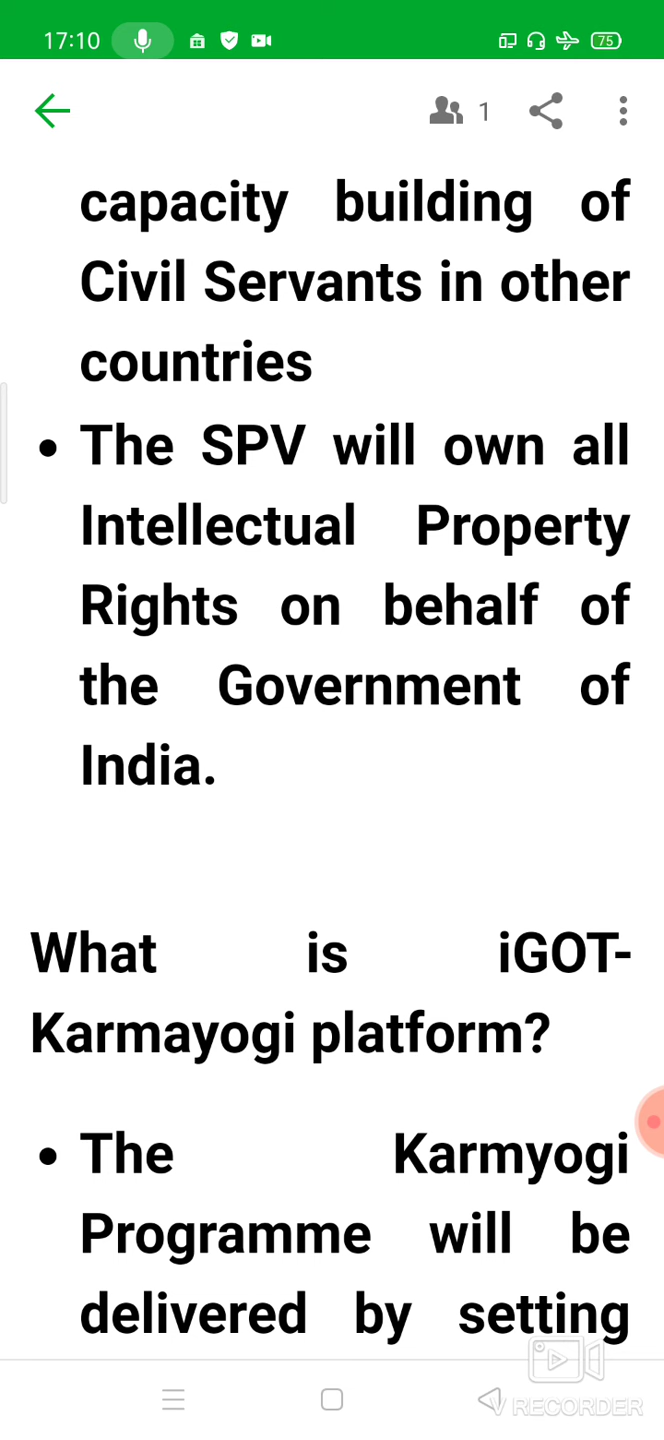 17:10
75
1
capacity building of
Civil Servants in other
countries
• The SPV will own all
Intellectual Property
Rights on behalf of
the Government of
India.
What is iGOT-
Karmayogi platform?
• The Karmyogi
Programme will be
delivered by setting
V RECORDER